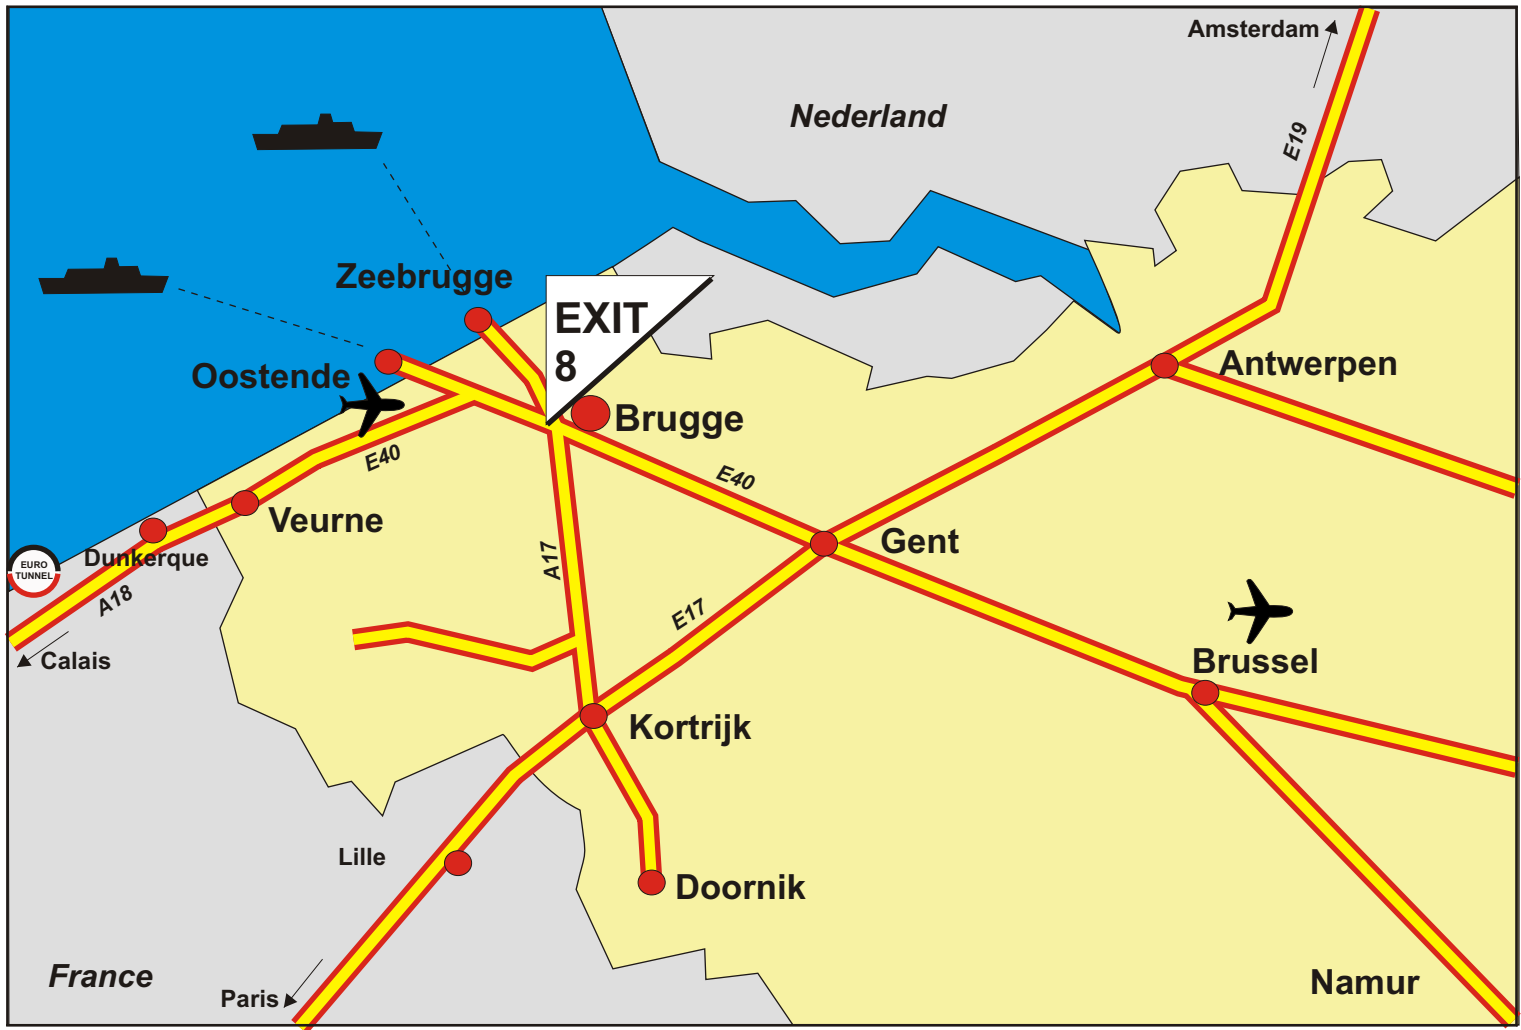 Amsterdam
Nederland
E19
Zeebrugge
EXIT
8
Oostende
Antwerpen
Brugge
E40
E40
Veurne
Gent
Dunkerque
EURO
TUNNEL
A17
A18
E17
Calais
Brussel
Kortrijk
Lille
Doornik
France
Paris
Namur